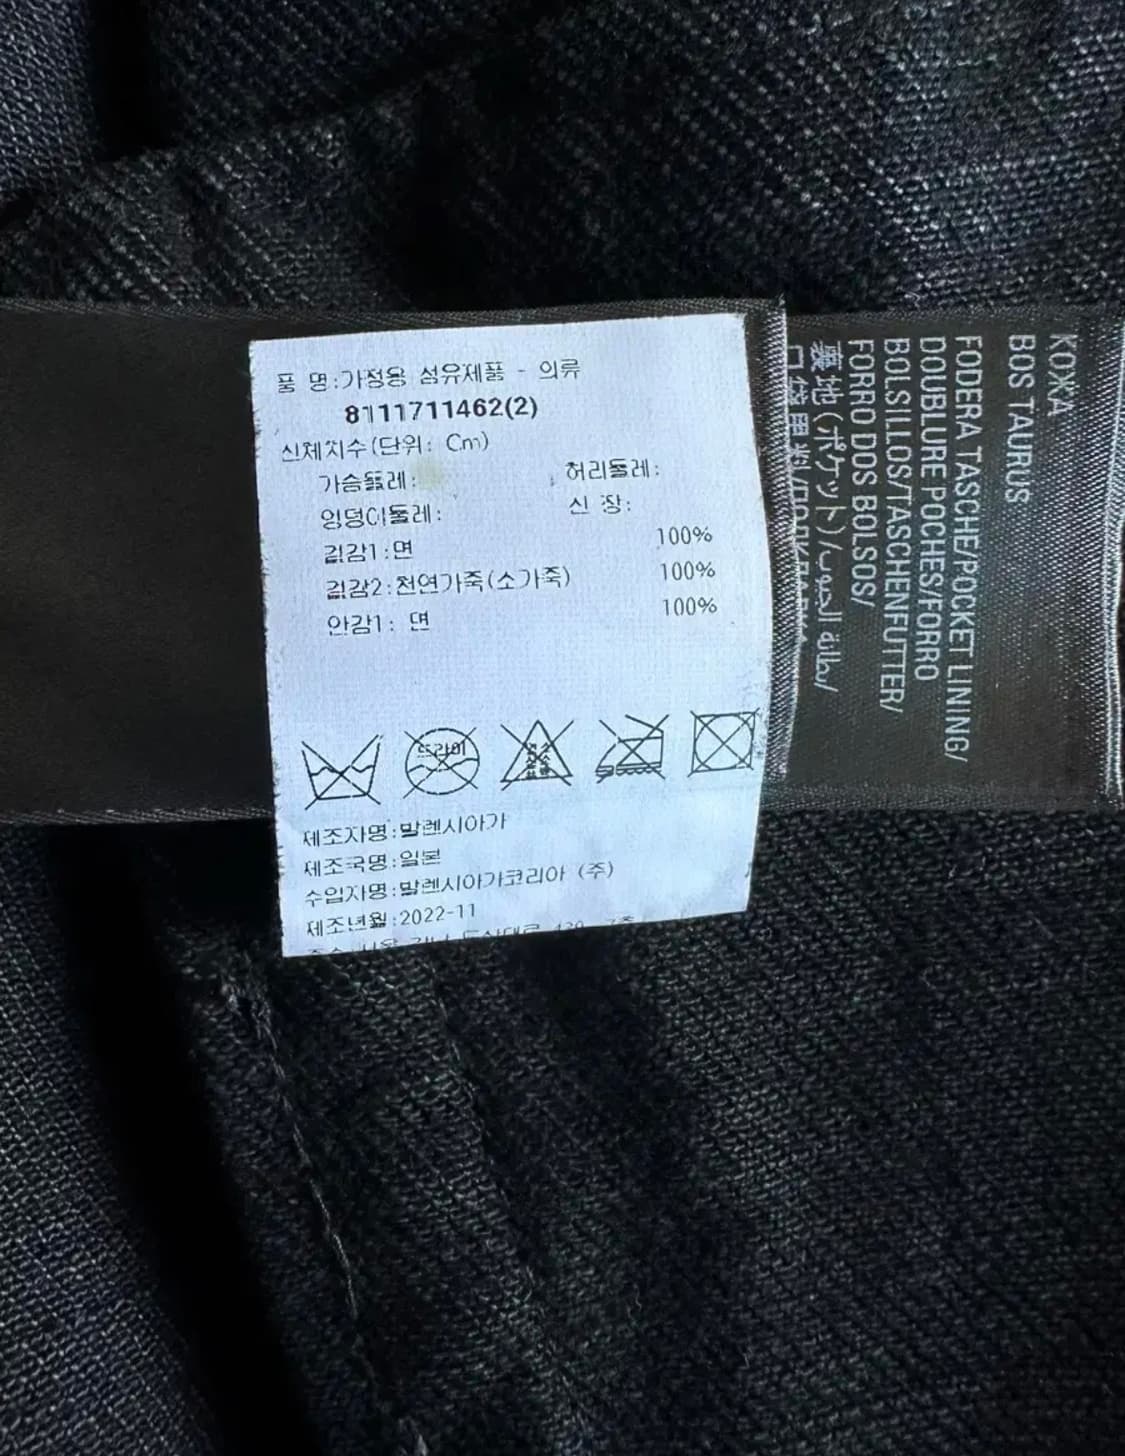 품 명:가정용 섬유제품 - 의류
8111711462(2)
신체치수(단위: Cm)
가슴둘레: 허리둘레:
엉덩이둘레: 신 장:
겉감1:면 100%
겉감2:천연가죽(소가죽) 100%
안감1: 면 100%
드라이
제조자명:발렌시아가
제조국명:일본
수입자명:발렌시아가코리아 (주)
제조년월:2022-11
KOXA
BOS TAURUS
FODERA TASCHE/POCKET LINING/
DOUBLURE POCHES/FORRO
BOLSILLOS/TASCHENFUTTER/
FORRO DOS BOLSOS/
裏地(ポケット)/بطانة الجيوب/